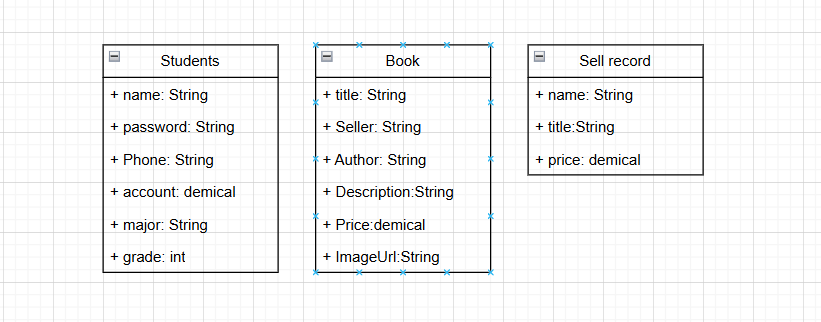 Students
+ name: String
+ password: String
+ Phone: String
+ account: demical
+ major: String
+ grade: int
Book
+ title: String
+ Seller: String
+ Author: String
+ Description:String
+ Price:demical
+ ImageUrl:String
Sell record
+ name: String
+ title:String
+ price: demical